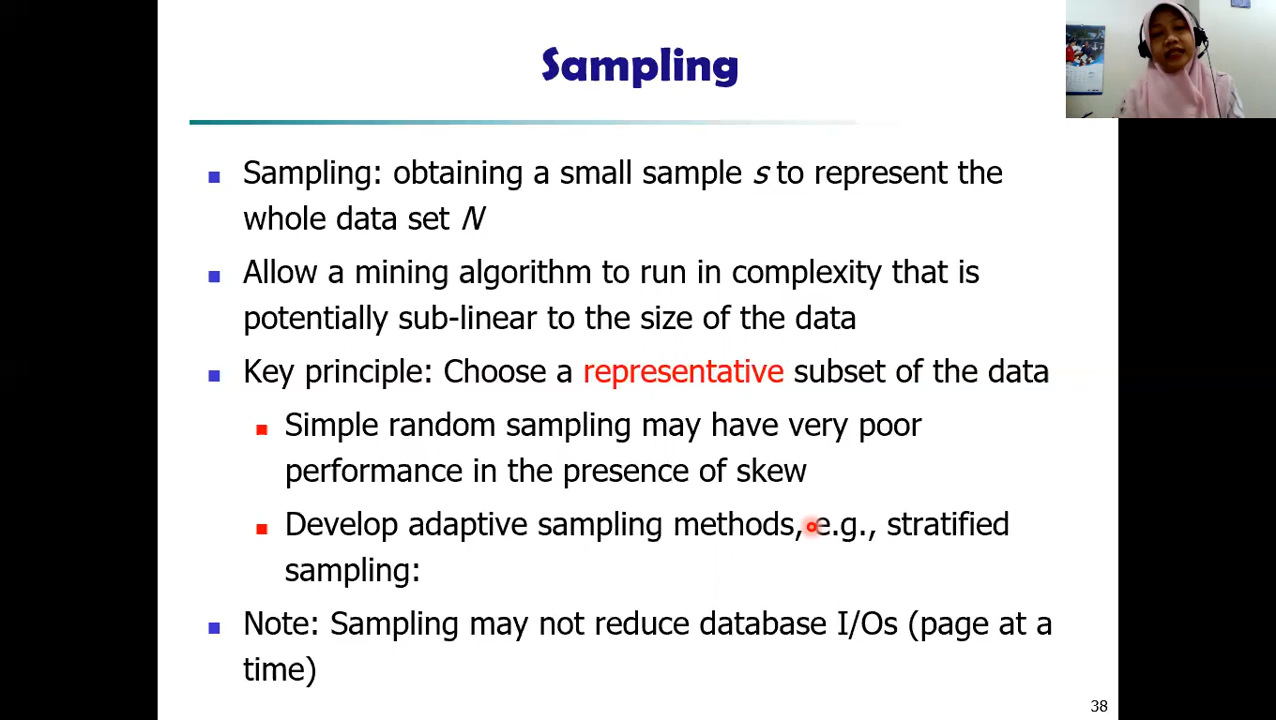 Sampling
Sampling: obtaining a small sample s to represent the
whole data set N
Allow a mining algorithm to run in complexity that is
potentially sub-linear to the size of the data
Key principle: Choose a representative subset of the data
Simple random sampling may have very poor
performance in the presence of skew
Develop adaptive sampling methods, e.g., stratified
sampling:
Note: Sampling may not reduce database I/Os (page at a
time)
38